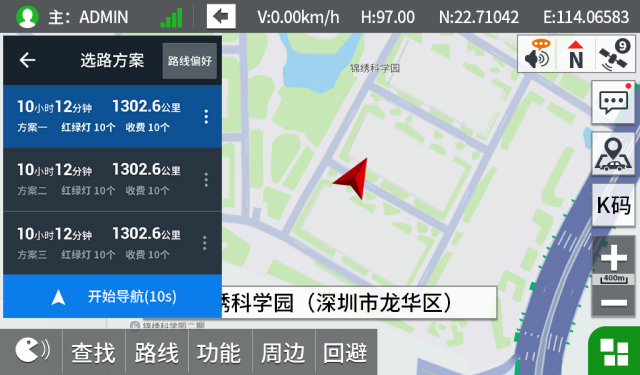 主：ADMIN V:0.00km/h H:97.00 N:22.71042 E:114.06583
选路方案 路线偏好
10小时12分钟 1302.6公里
方案一 红绿灯 10个 收费 10个
10小时12分钟 1302.6公里
方案二 红绿灯 10个 收费 10个
10小时12分钟 1302.6公里
方案三 红绿灯 10个 收费 10个
开始导航(10s)
锦绣科学园
9
N
K码
400m
绣科学园（深圳市龙华区）
锦绣科学园二期
查找 路线 功能 周边 回避